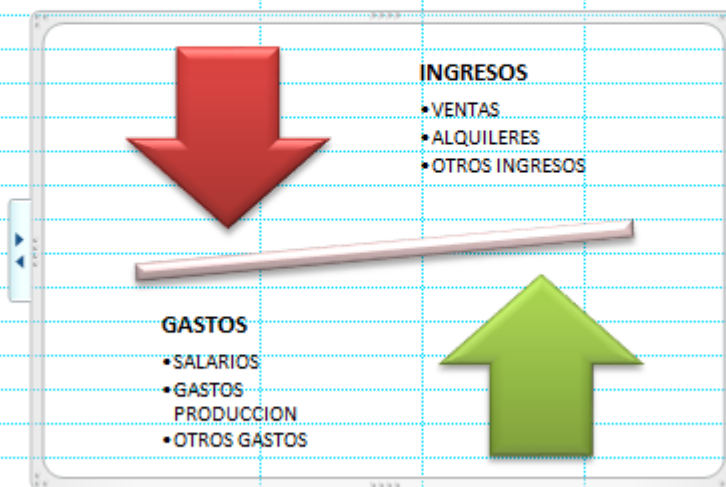 INGRESOS
•VENTAS
•ALQUILERES
•OTROS INGRESOS
GASTOS
•SALARIOS
•GASTOS
PRODUCCION
•OTROS GASTOS